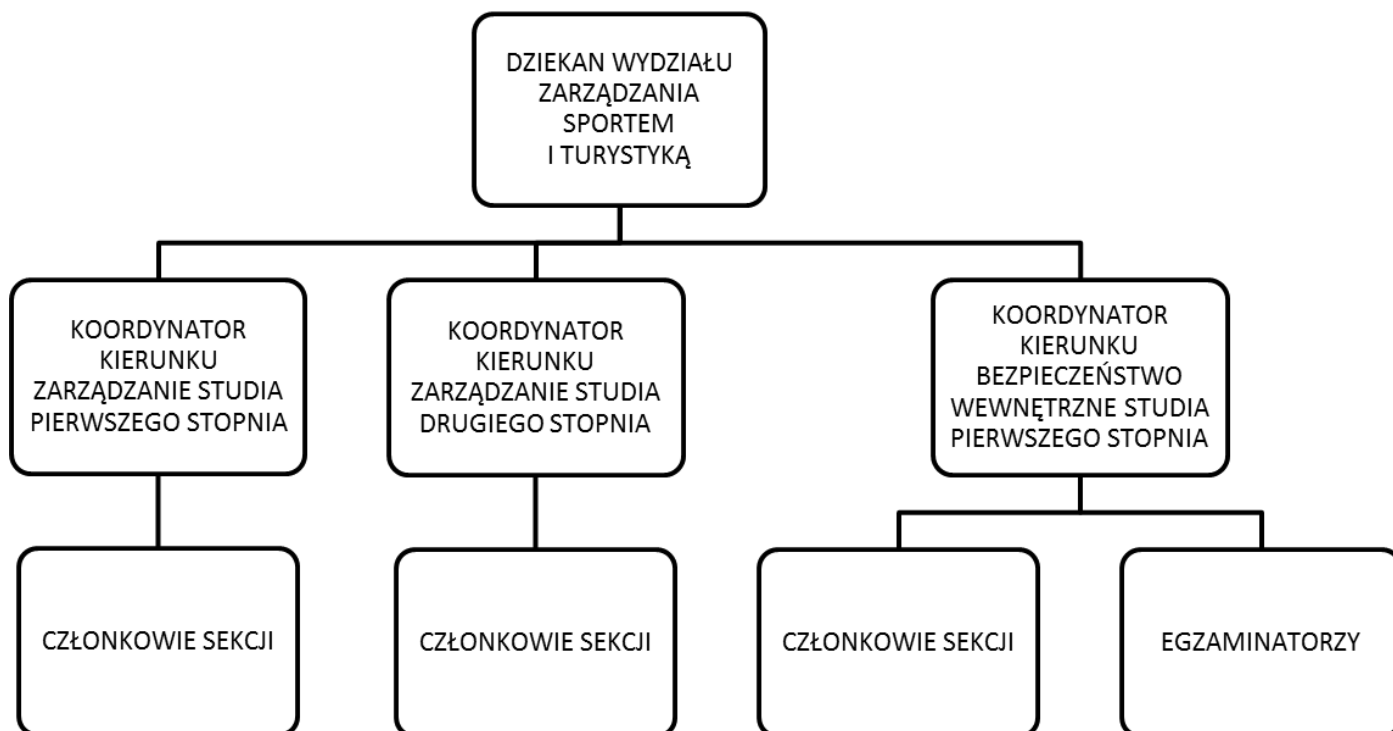 DZIEKAN WYDZIAŁU
ZARZĄDZANIA
SPORTEM
I TURYSTYKĄ
KOORDYNATOR
KIERUNKU
ZARZĄDZANIE STUDIA
PIERWSZEGO STOPNIA
KOORDYNATOR
KIERUNKU
ZARZĄDZANIE STUDIA
DRUGIEGO STOPNIA
KOORDYNATOR
KIERUNKU
BEZPIECZEŃSTWO
WEWNĘTRZNE STUDIA
PIERWSZEGO STOPNIA
CZŁONKOWIE SEKCJI
CZŁONKOWIE SEKCJI
CZŁONKOWIE SEKCJI
EGZAMINATORZY